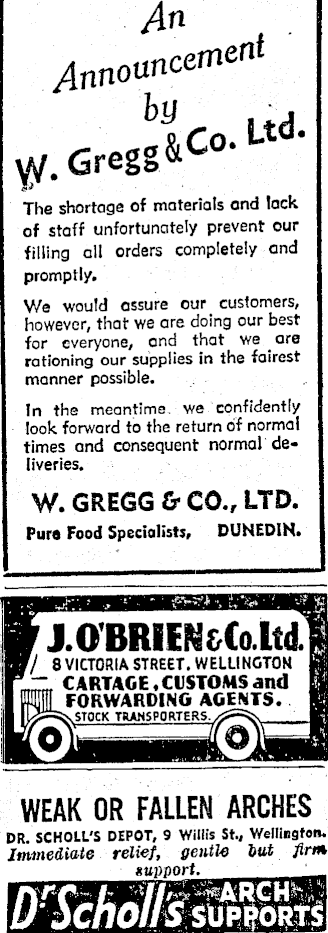 An
Announcement
by
W. Gregg & Co. Ltd.
The shortage of materials and lack
of staff unfortunately prevent our
filling all orders completely and
promptly.
We would assure our customers,
however, that we are doing our best
for everyone, and that we are
rationing our supplies in the fairest
manner possible.
In the meantime we confidently
look forward to the return of normal
times and consequent normal de-
liveries.
W. GREGG & CO., LTD.
Pure Food Specialists, DUNEDIN.
J. O'BRIEN & Co. Ltd.
8 VICTORIA STREET, WELLINGTON
CARTAGE, CUSTOMS and
FORWARDING AGENTS.
STOCK TRANSPORTERS.
WEAK OR FALLEN ARCHES
DR. SCHOLL'S DEPOT, 9 Willis St., Wellington.
Immediate relief, gentle but firm
support.
Dr Scholl's ARCH
SUPPORTS